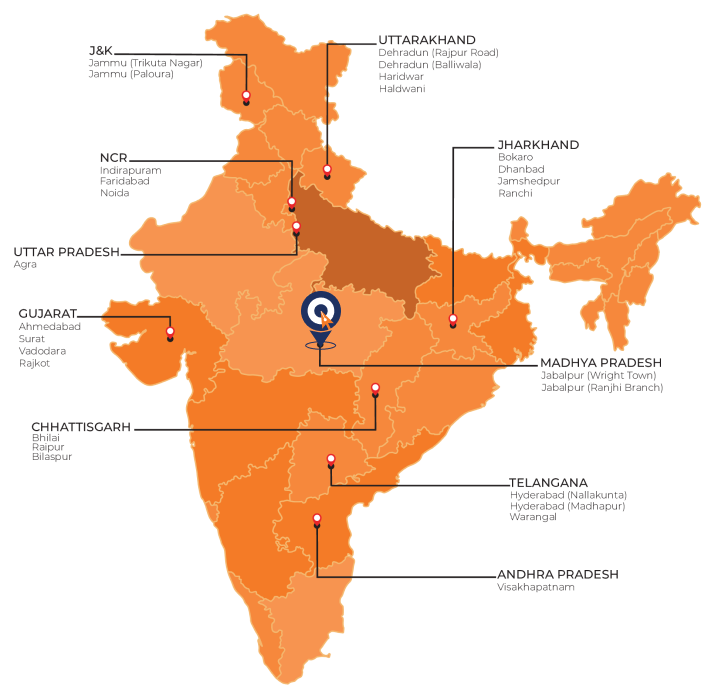 UTTARAKHAND
Dehradun (Rajpur Road)
Dehradun (Balliwala)
Haridwar
Haldwani
J&K
Jammu (Trikuta Nagar)
Jammu (Paloura)
JHARKHAND
Bokaro
Dhanbad
Jamshedpur
Ranchi
NCR
Indirapuram
Faridabad
Noida
UTTAR PRADESH
Agra
GUJARAT
Ahmedabad
Surat
Vadodara
Rajkot
MADHYA PRADESH
Jabalpur (Wright Town)
Jabalpur (Ranjhi Branch)
CHHATTISGARH
Bhilai
Raipur
Bilaspur
TELANGANA
Hyderabad (Nallakunta)
Hyderabad (Madhapur)
Warangal
ANDHRA PRADESH
Visakhapatnam